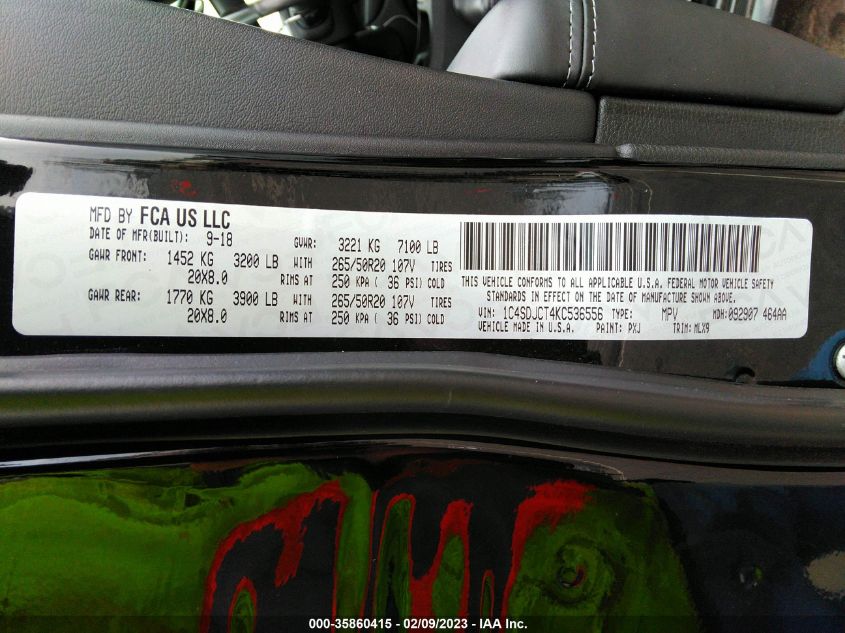 MFD BY FCA US LLC
DATE OF MFR(BUILT): 9-18 GVWR: 3221 KG 7100 LB
GAWR FRONT: 1452 KG 3200 LB WITH 265/50R20 107V TIRES
20X8.0 RIMS AT 250 KPA ( 36 PSI) COLD
GAWR REAR: 1770 KG 3900 LB WITH 265/50R20 107V TIRES
20X8.0 RIMS AT 250 KPA ( 36 PSI) COLD
THIS VEHICLE CONFORMS TO ALL APPLICABLE U.S.A. FEDERAL MOTOR VEHICLE SAFETY
STANDARDS IN EFFECT ON THE DATE OF MANUFACTURE SHOWN ABOVE.
VIN: 1C4SDJCT4KC536556 TYPE: MPV MDH:092907 464AA
VEHICLE MADE IN U.S.A. PAINT: PXJ TRIM: MLX9
000-35860415 - 02/09/2023 - IAA Inc.